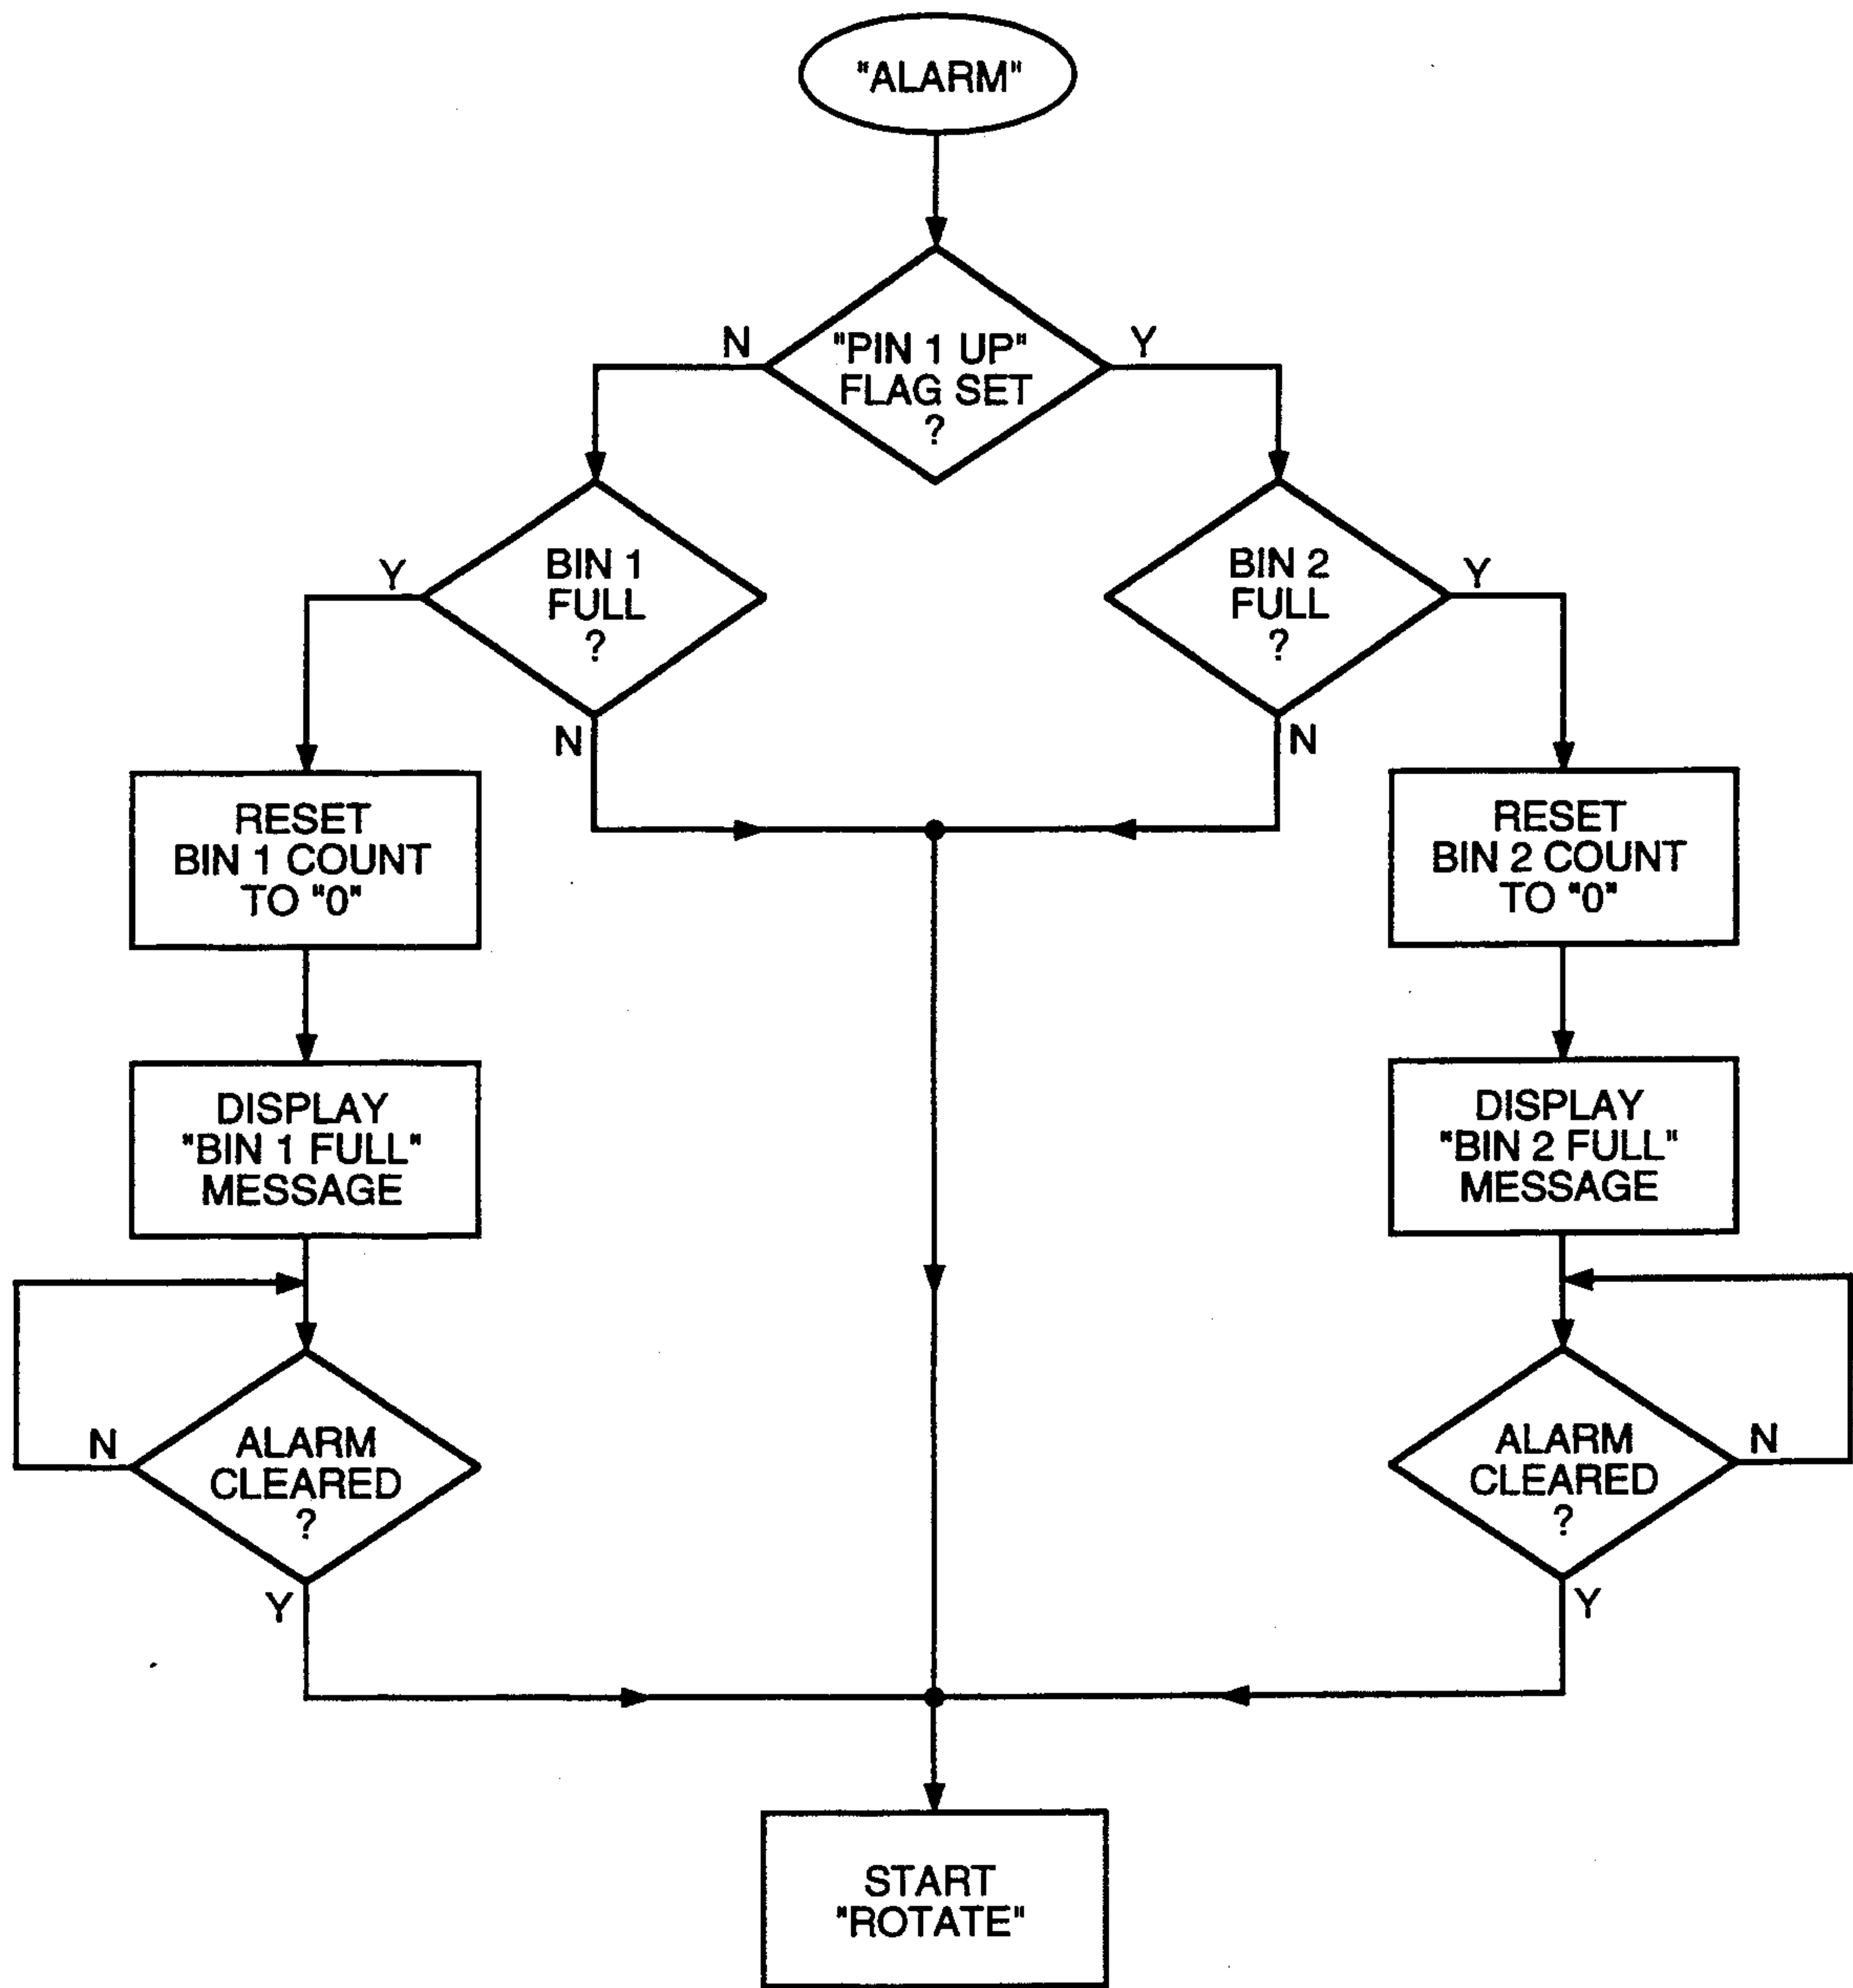 "ALARM"
N
"PIN 1 UP"
FLAG SET
?
Y
Y
BIN 1
FULL
?
N
BIN 2
FULL
?
Y
N
RESET
BIN 1 COUNT
TO "0"
RESET
BIN 2 COUNT
TO "0"
DISPLAY
"BIN 1 FULL"
MESSAGE
DISPLAY
"BIN 2 FULL"
MESSAGE
N
ALARM
CLEARED
?
Y
ALARM
CLEARED
?
N
Y
START
"ROTATE"